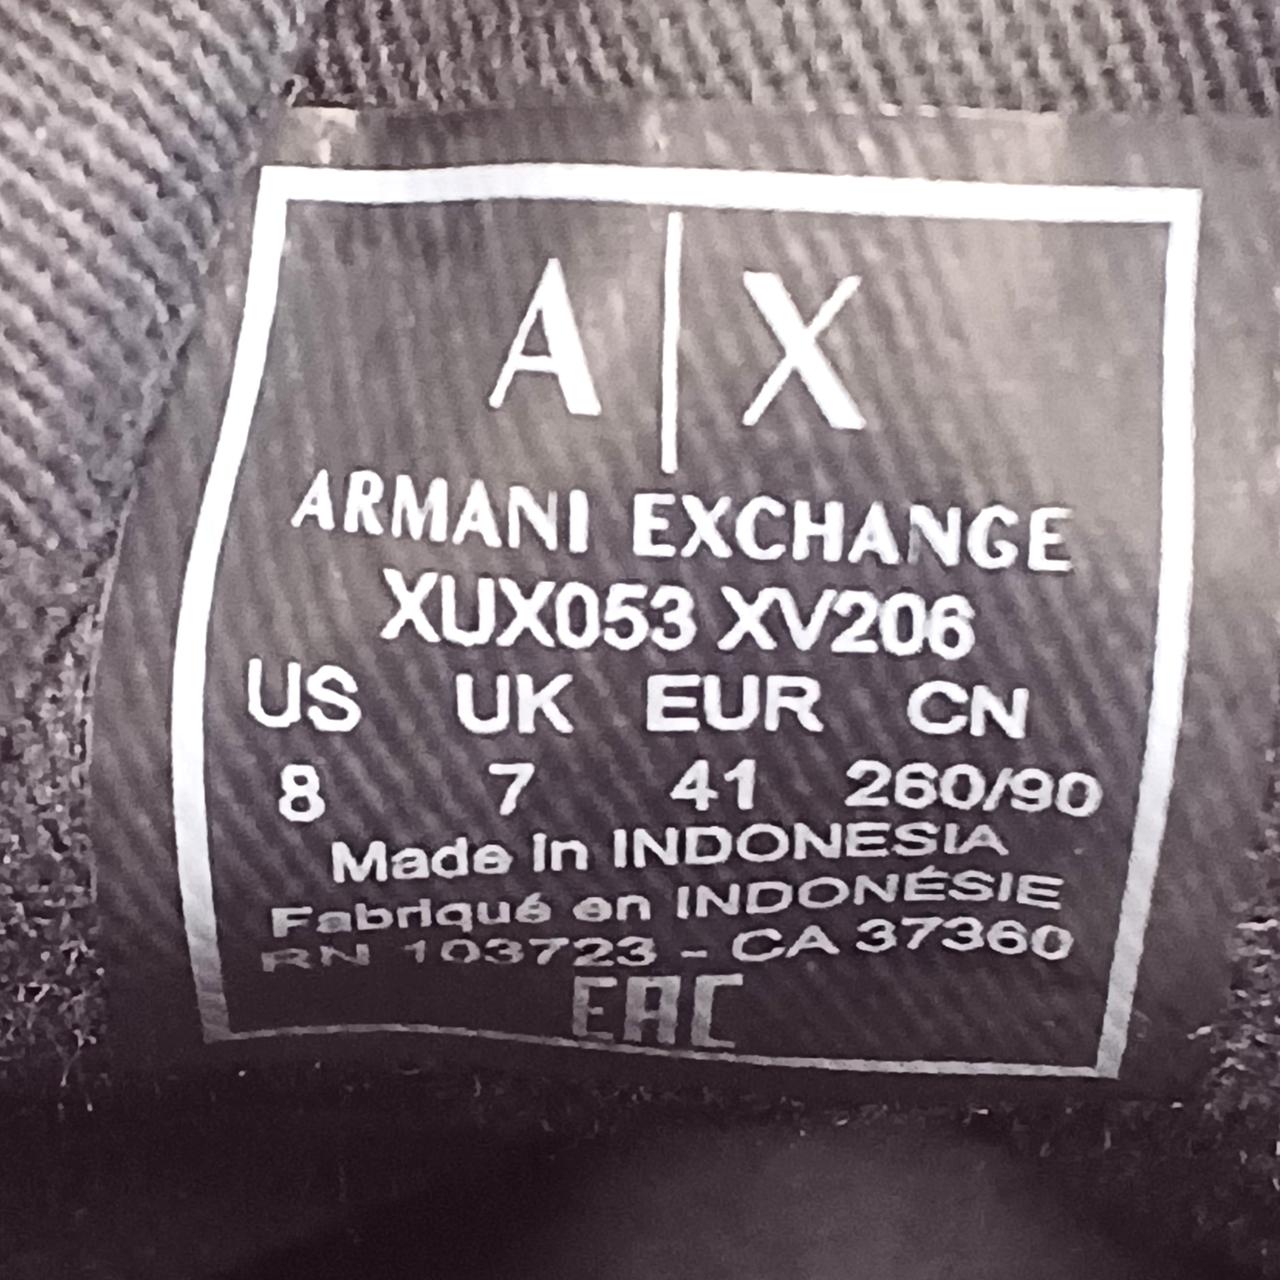 A|X
ARMANI EXCHANGE
XUX053 XV206
US UK EUR CN
8 7 41 260/90
Made in INDONESIA
Fabriqué en INDONÉSIE
RN 103723 - CA 37360
EAC